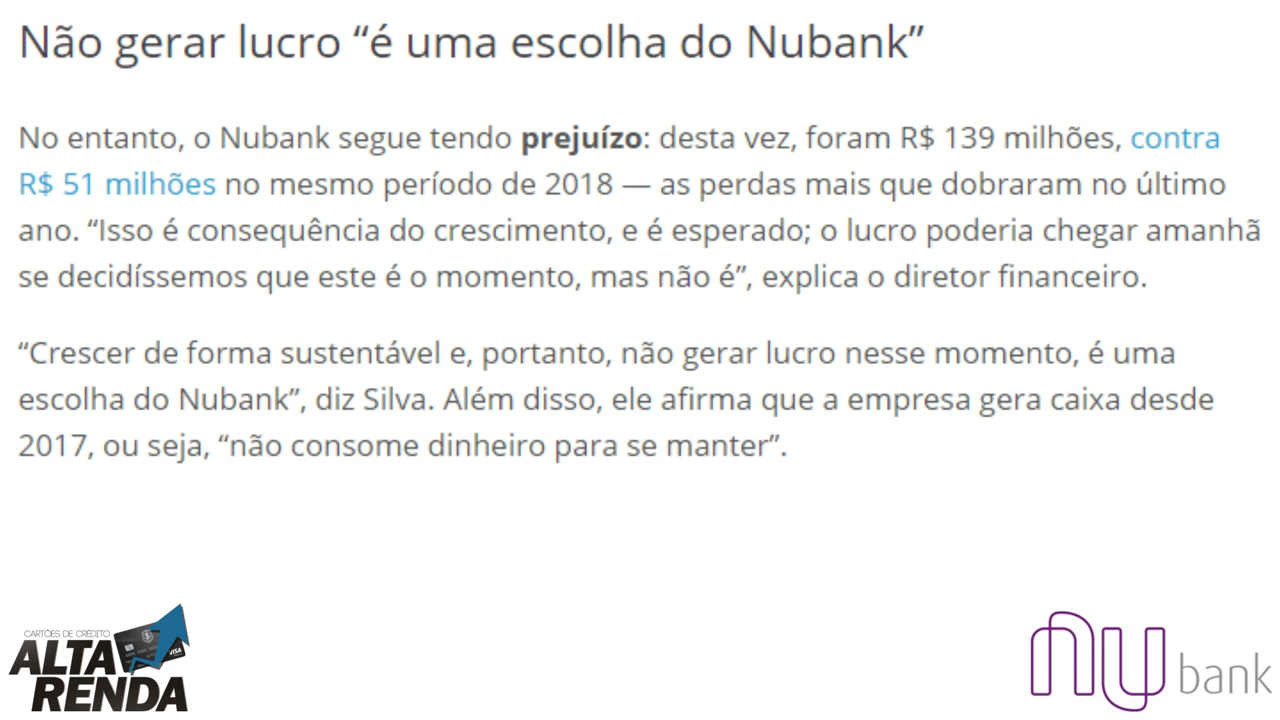 Não gerar lucro “é uma escolha do Nubank”
No entanto, o Nubank segue tendo prejuízo: desta vez, foram R$ 139 milhões, contra
R$ 51 milhões no mesmo período de 2018 — as perdas mais que dobraram no último
ano. “Isso é consequência do crescimento, e é esperado; o lucro poderia chegar amanhã
se decidíssemos que este é o momento, mas não é”, explica o diretor financeiro.
“Crescer de forma sustentável e, portanto, não gerar lucro nesse momento, é uma
escolha do Nubank”, diz Silva. Além disso, ele afirma que a empresa gera caixa desde
2017, ou seja, “não consome dinheiro para se manter”.
CARTÕES DE CRÉDITO
ALTA
VISA
RENDA
nu bank